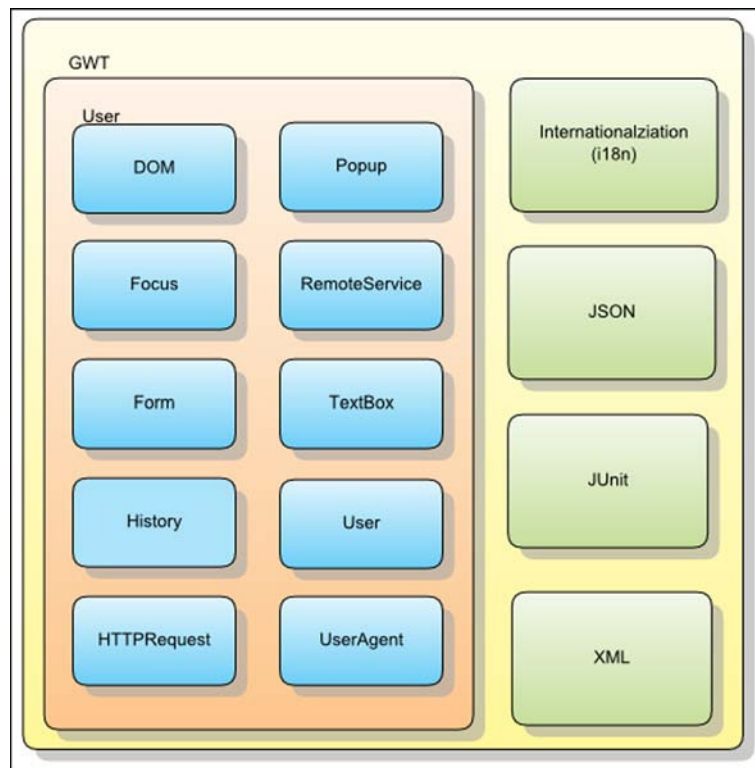 GWT
User
DOM
Popup
Internationalziation
(i18n)
Focus
RemoteService
JSON
Form
TextBox
JUnit
History
User
HTTPRequest
UserAgent
XML